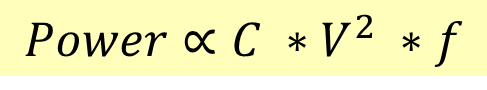 Power ∝ C * V² * f